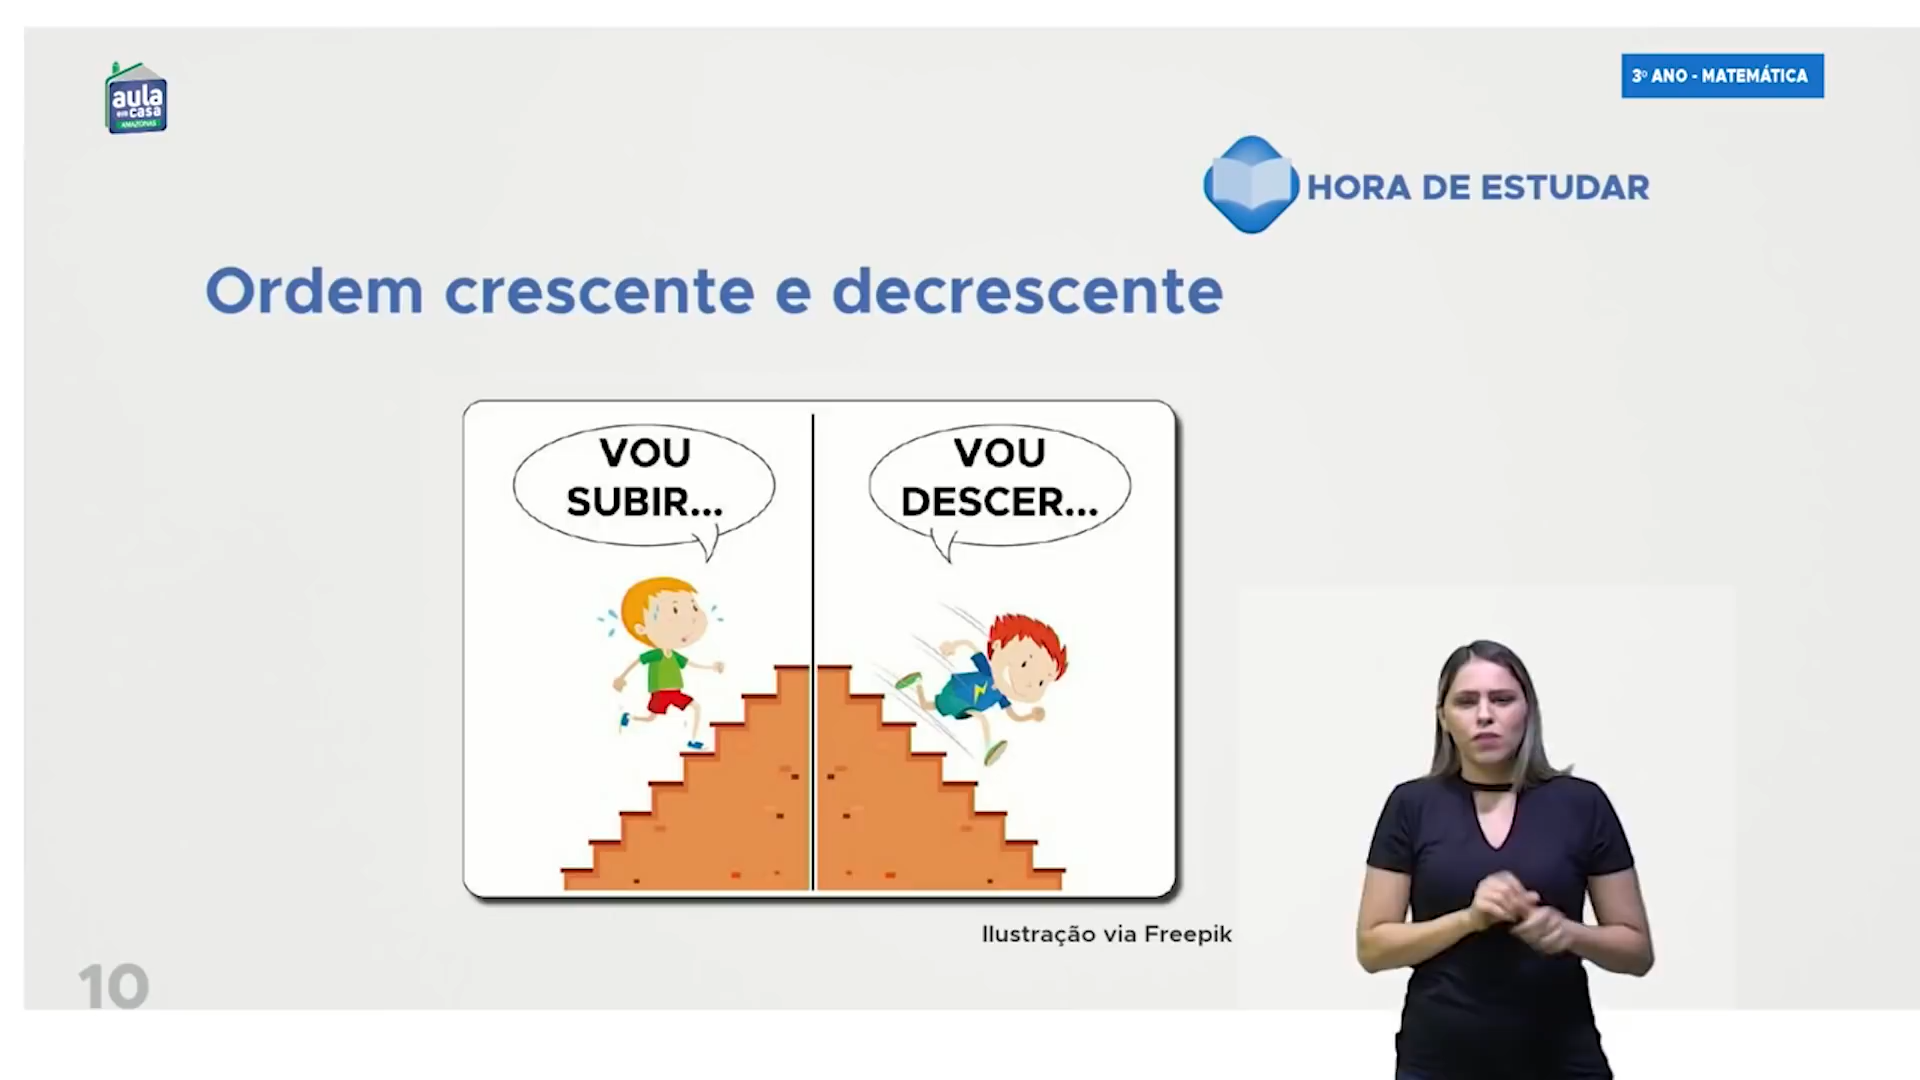 aula
em casa
AMAZONAS
3º ANO - MATEMÁTICA
HORA DE ESTUDAR
Ordem crescente e decrescente
VOU
SUBIR...
VOU
DESCER...
Ilustração via Freepik
10